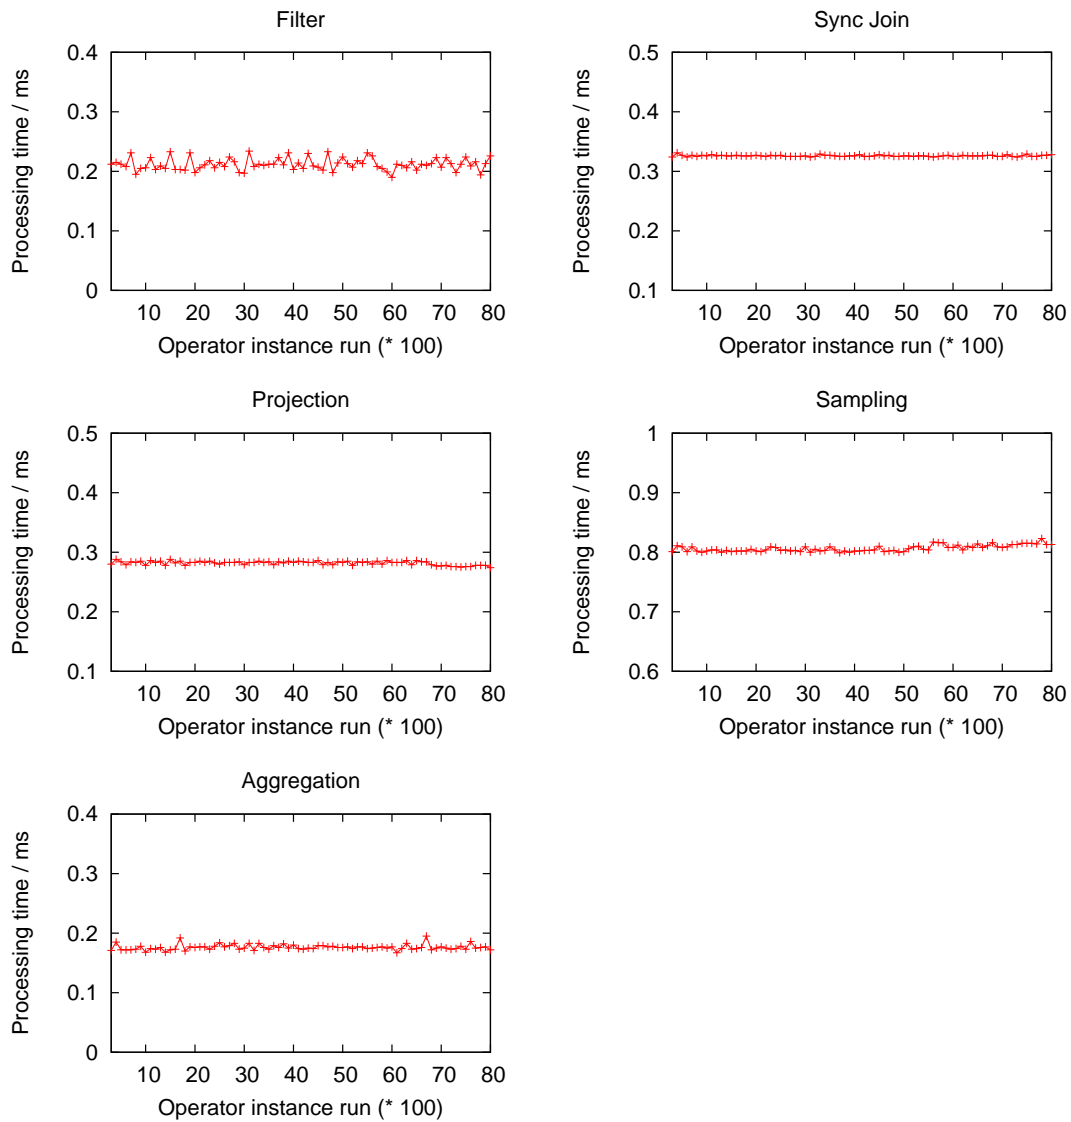 Filter
Processing time / ms
0.4
0.3
0.2
0.1
0
10 20 30 40 50 60 70 80
Operator instance run (* 100)
Sync Join
Processing time / ms
0.5
0.4
0.3
0.2
0.1
10 20 30 40 50 60 70 80
Operator instance run (* 100)
Projection
Processing time / ms
0.5
0.4
0.3
0.2
0.1
10 20 30 40 50 60 70 80
Operator instance run (* 100)
Sampling
Processing time / ms
1
0.9
0.8
0.7
0.6
10 20 30 40 50 60 70 80
Operator instance run (* 100)
Aggregation
Processing time / ms
0.4
0.3
0.2
0.1
0
10 20 30 40 50 60 70 80
Operator instance run (* 100)